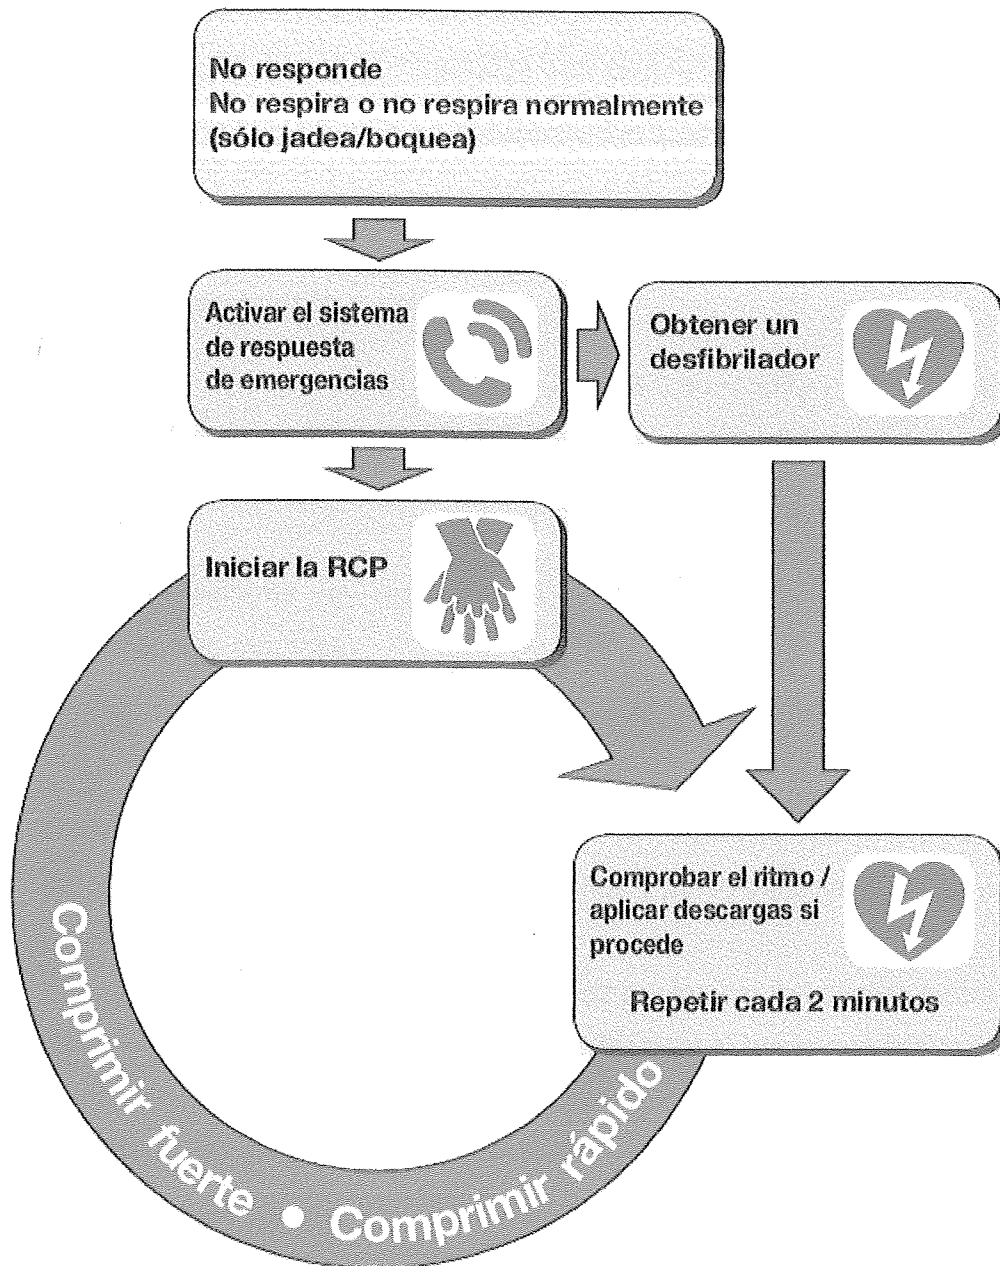 No responde
No respira o no respira normalmente
(sólo jadea/boquea)
Activar el sistema
de respuesta
de emergencias
Obtener un
desfibrilador
Iniciar la RCP
Comprobar el ritmo /
aplicar descargas si
procede
Repetir cada 2 minutos
Comprimir fuerte • Comprimir rápido